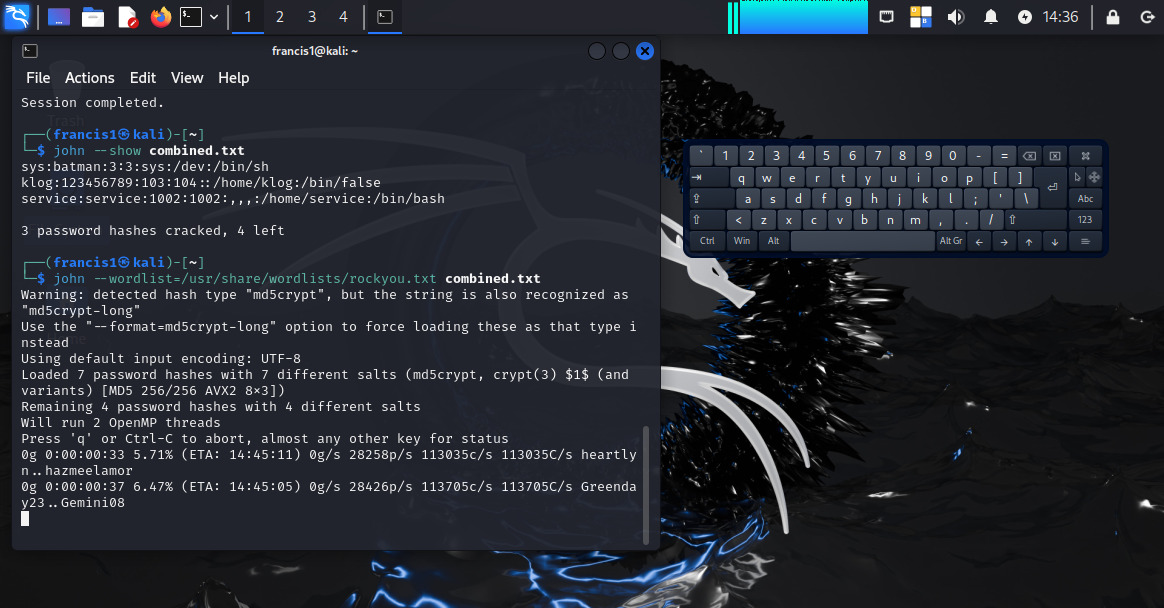 1 2 3 4
14:36
francis1@kali: ~
File Actions Edit View Help
Session completed.
┌──(francis1㉿kali)-[~]
└─$ john --show combined.txt
sys:batman:3:3:sys:/dev:/bin/sh
klog:123456789:103:104::/home/klog:/bin/false
service:service:1002:1002:,,,:/home/service:/bin/bash
3 password hashes cracked, 4 left
┌──(francis1㉿kali)-[~]
└─$ john --wordlist=/usr/share/wordlists/rockyou.txt combined.txt
Warning: detected hash type "md5crypt", but the string is also recognized as
"md5crypt-long"
Use the "--format=md5crypt-long" option to force loading these as that type i
nstead
Using default input encoding: UTF-8
Loaded 7 password hashes with 7 different salts (md5crypt, crypt(3) $1$ (and
variants) [MD5 256/256 AVX2 8x3])
Remaining 4 password hashes with 4 different salts
Will run 2 OpenMP threads
Press 'q' or Ctrl-C to abort, almost any other key for status
0g 0:00:00:33 5.71% (ETA: 14:45:11) 0g/s 28258p/s 113035c/s 113035C/s heartly
n..hazmeelamor
0g 0:00:00:37 6.47% (ETA: 14:45:05) 0g/s 28426p/s 113705c/s 113705C/s Greenda
y23..Gemini08
` 1 2 3 4 5 6 7 8 9 0 - =
q w e r t y u i o p [ ]
a s d f g h j k l ; ' \ Abc
< z x c v b n m , . / 123
Ctrl Win Alt Alt Gr ← → ↑ ↓